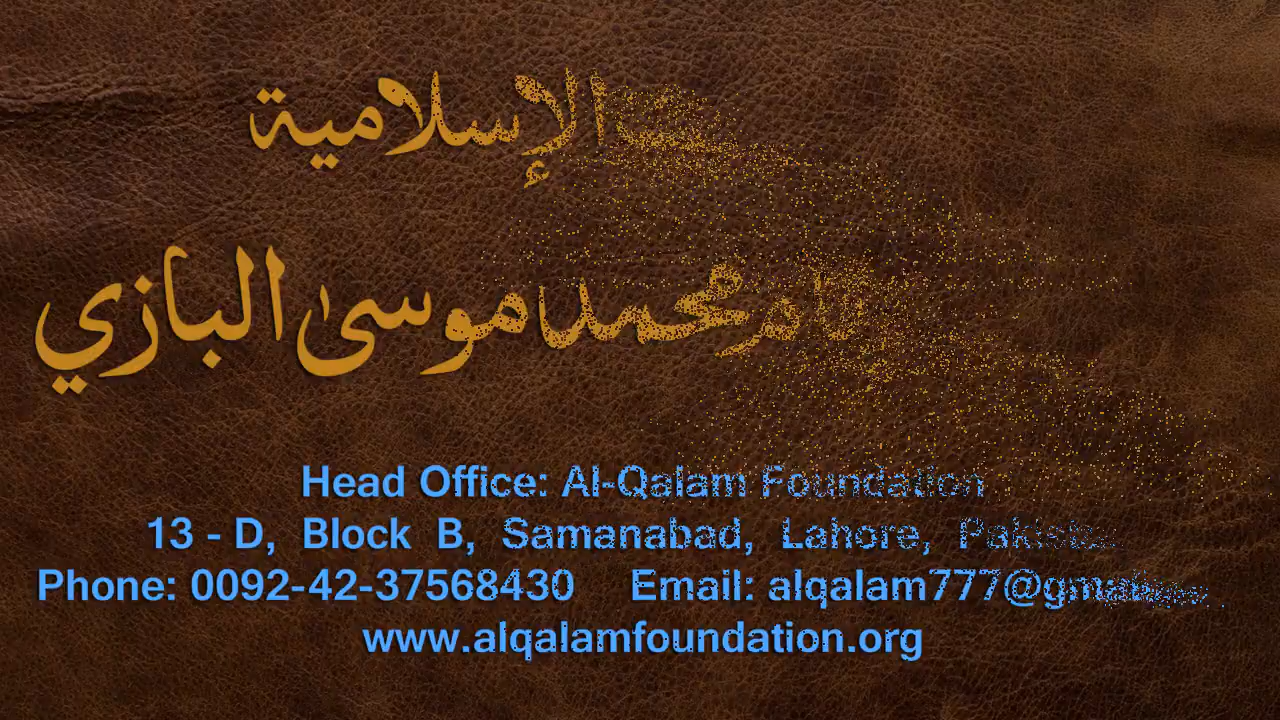 الإسلامية
محمد موسىٰ البازي
Head Office: Al-Qalam Foundation
13 - D, Block B, Samanabad, Lahore,
Phone: 0092-42-37568430 Email:
www.alqalamfoundation.org